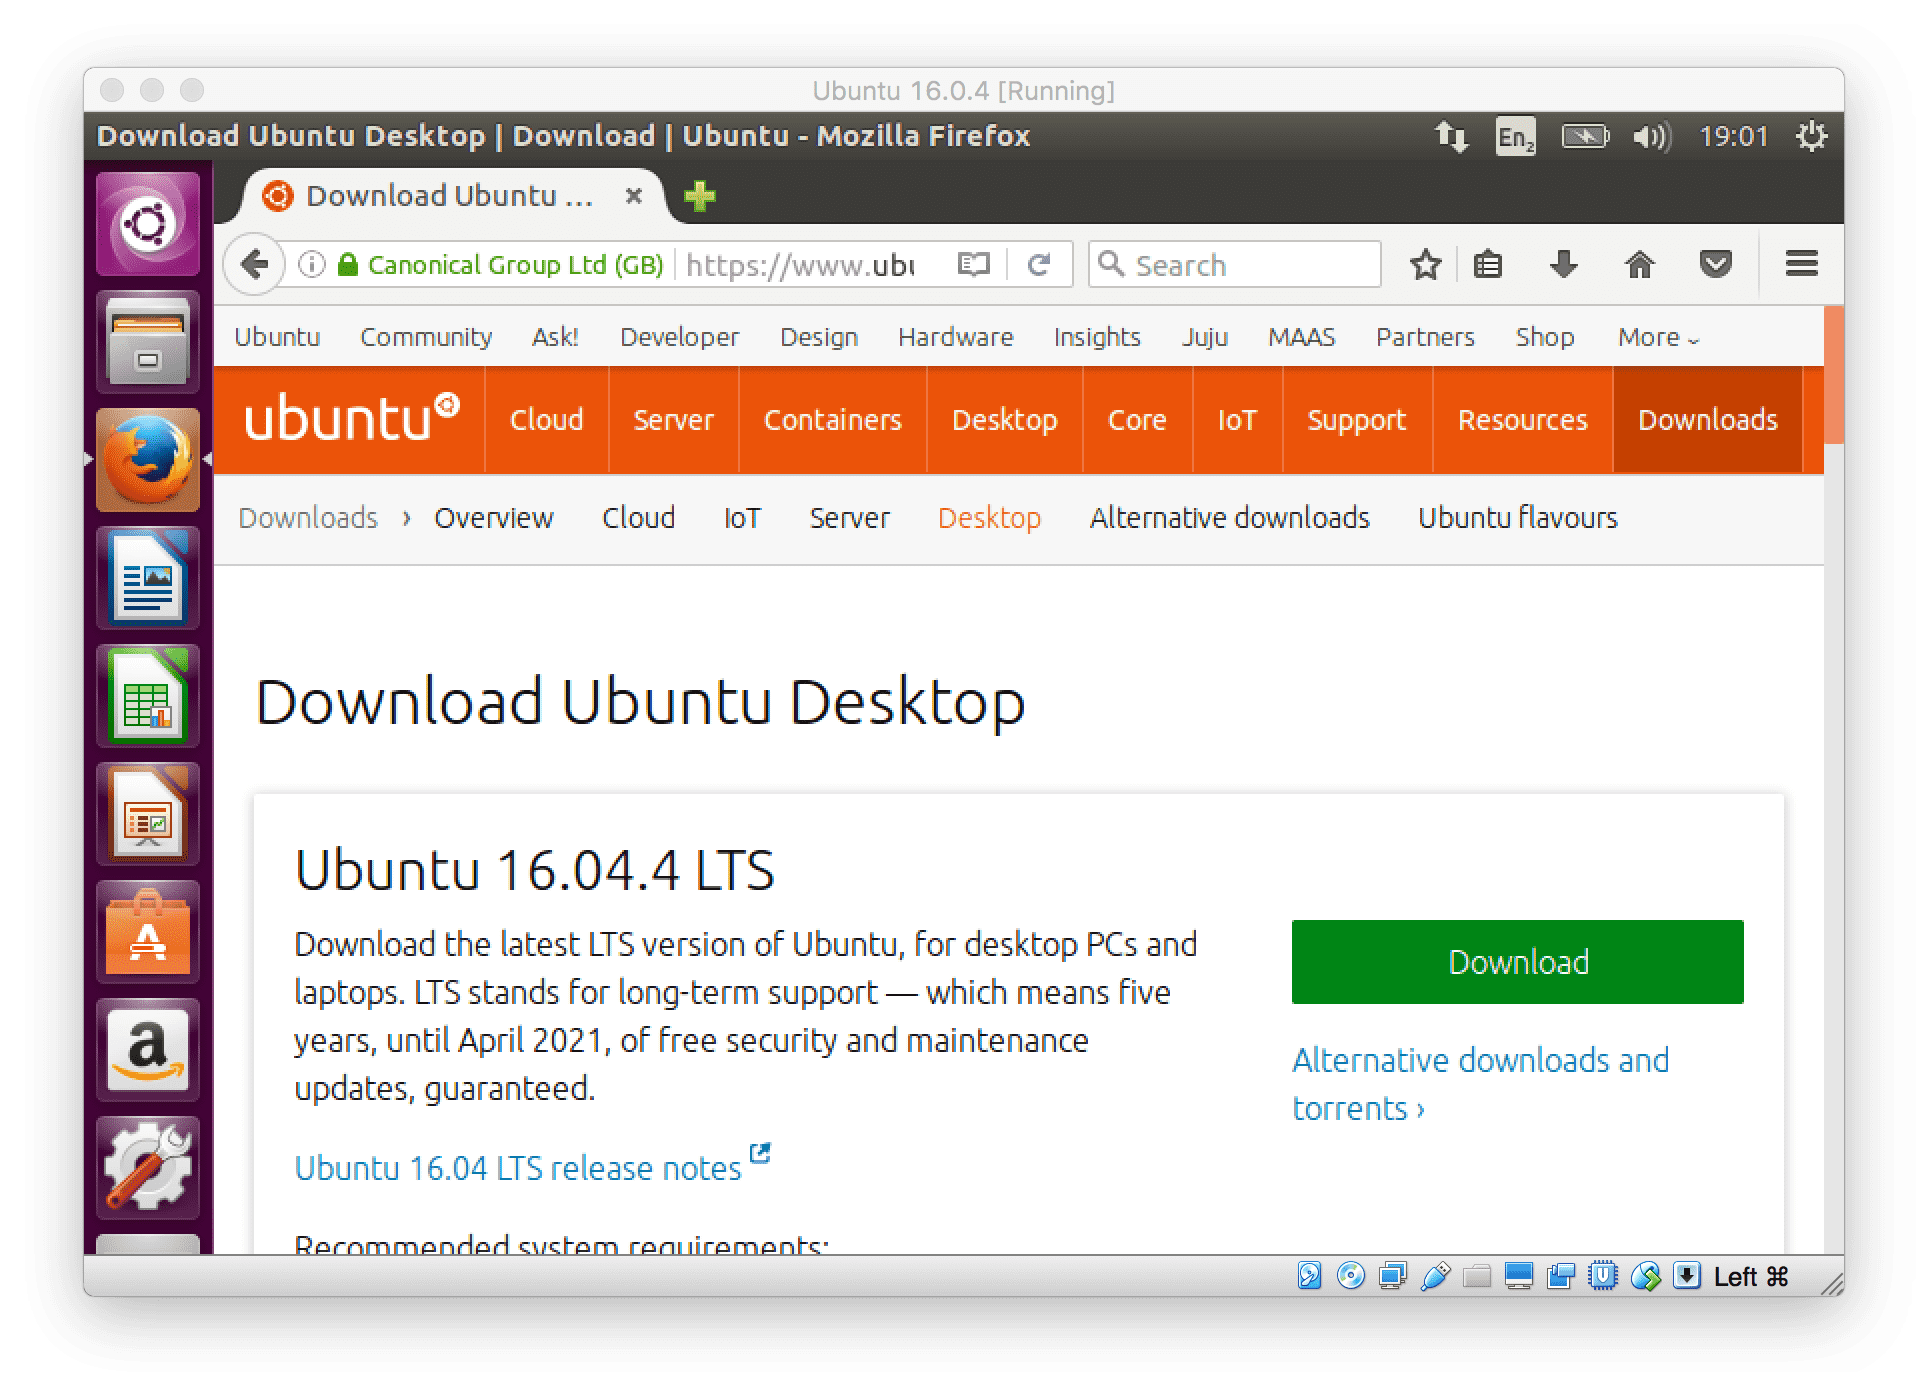 Ubuntu 16.0.4 [Running]
Download Ubuntu Desktop | Download | Ubuntu - Mozilla Firefox
En2 19:01
Download Ubuntu ...
Canonical Group Ltd (GB) https://www.ubu Search
Ubuntu Community Ask! Developer Design Hardware Insights Juju MAAS Partners Shop More
ubuntu Cloud Server Containers Desktop Core IoT Support Resources Downloads
Downloads › Overview Cloud IoT Server Desktop Alternative downloads Ubuntu flavours
Download Ubuntu Desktop
Ubuntu 16.04.4 LTS
Download the latest LTS version of Ubuntu, for desktop PCs and
laptops. LTS stands for long-term support — which means five
years, until April 2021, of free security and maintenance
updates, guaranteed.
Ubuntu 16.04 LTS release notes
Recommended system requirements:
Download
Alternative downloads and
torrents ›
Left ⌘